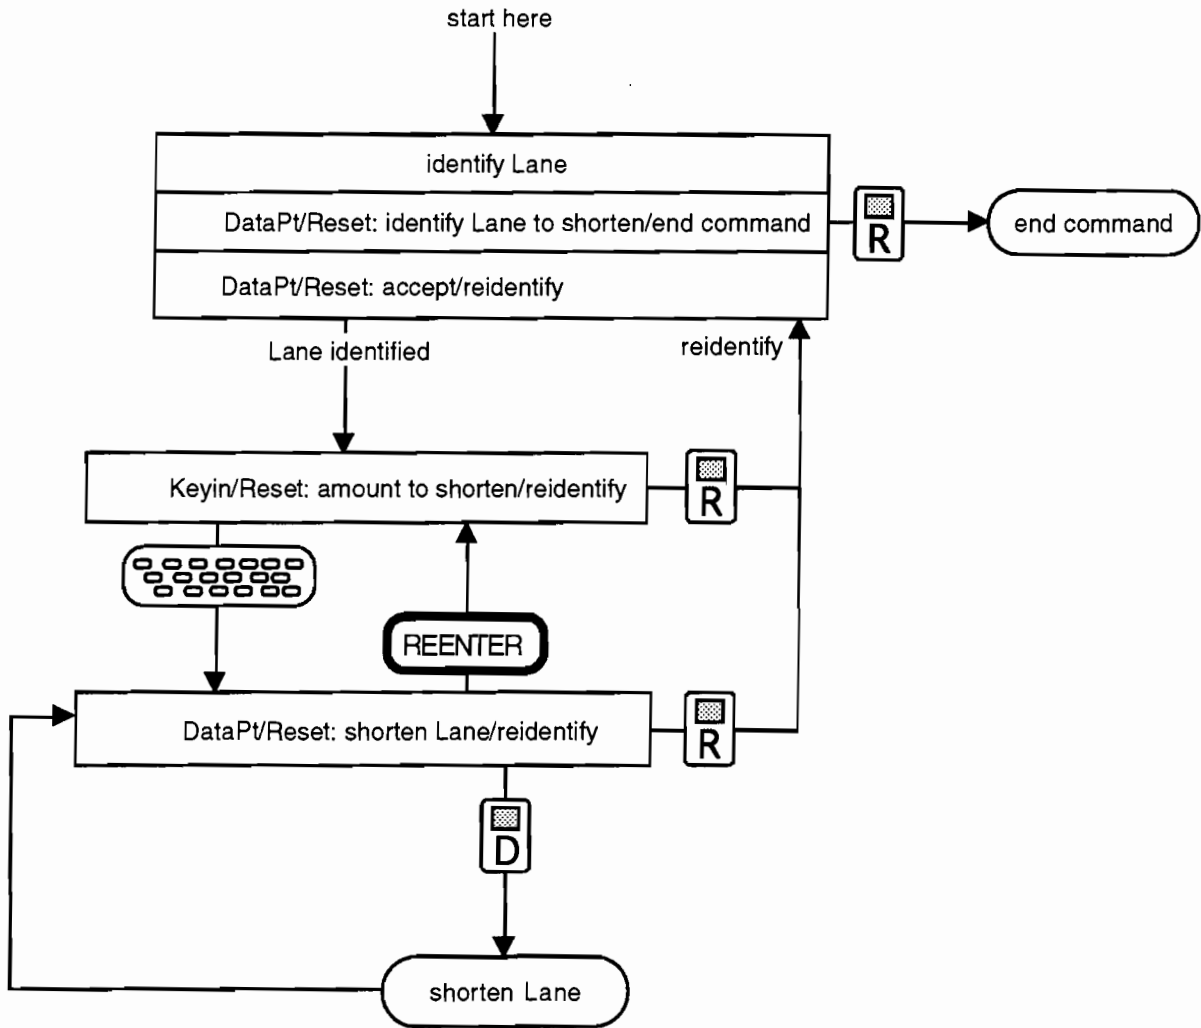 start here
identify Lane
DataPt/Reset: identify Lane to shorten/end command
R
end command
DataPt/Reset: accept/reidentify
Lane identified
reidentify
Keyin/Reset: amount to shorten/reidentify
R
REENTER
DataPt/Reset: shorten Lane/reidentify
R
D
shorten Lane